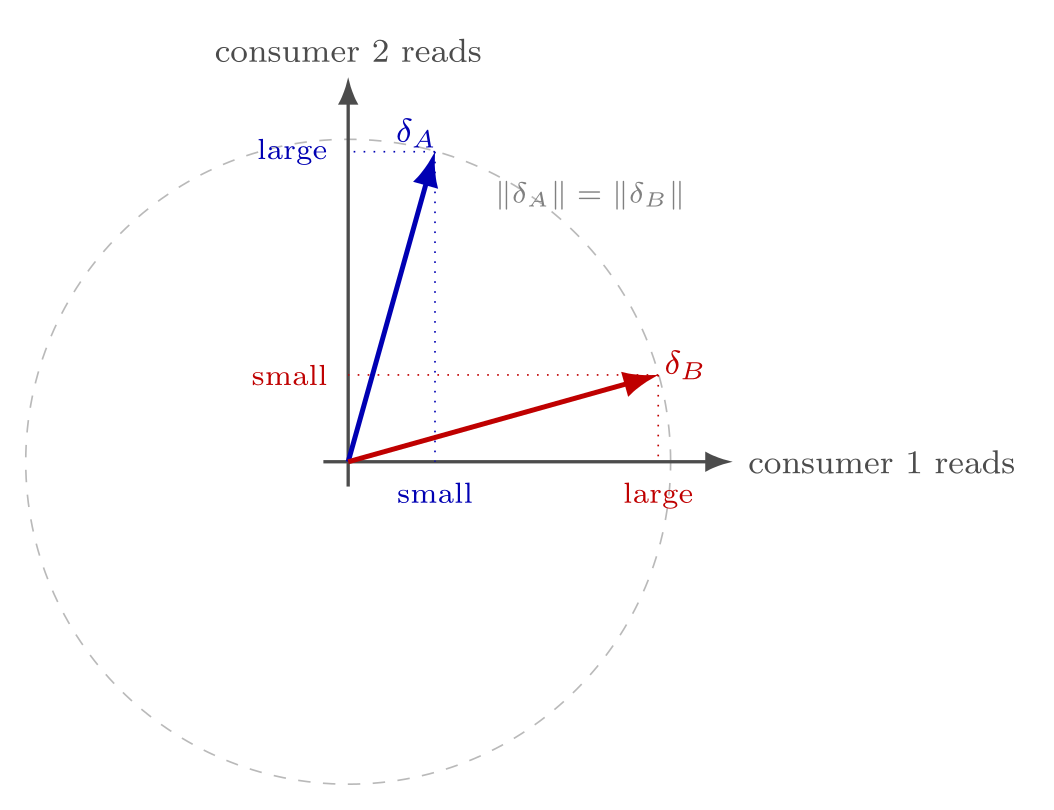 consumer 2 reads
δ_A
large
‖δ_A‖ = ‖δ_B‖
δ_B
small
consumer 1 reads
small
large